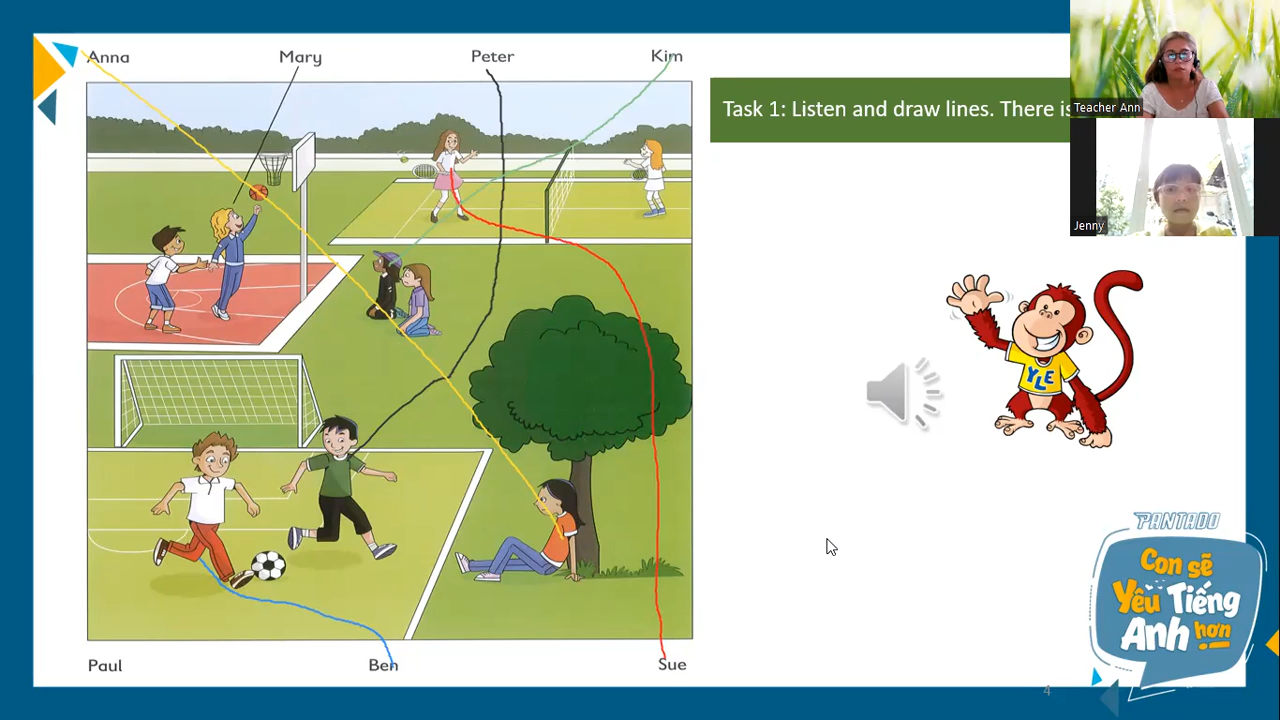 Anna Mary Peter Kim
Task 1: Listen and draw lines. There is
Teacher Ann
Jenny
YLE
PANTADO
Con sẽ
Yêu Tiếng
Anh hơn
Paul Ben Sue
4